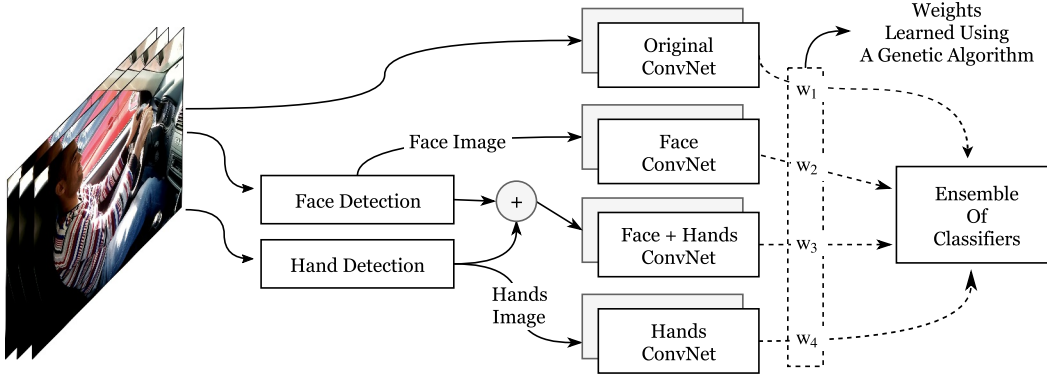 Weights
Learned Using
A Genetic Algorithm
Original
ConvNet
w1
Face Image
Face
ConvNet
w2
Face Detection
+
Ensemble
Of
Classifiers
Face + Hands
ConvNet
w3
Hand Detection
Hands
Image
Hands
ConvNet
w4